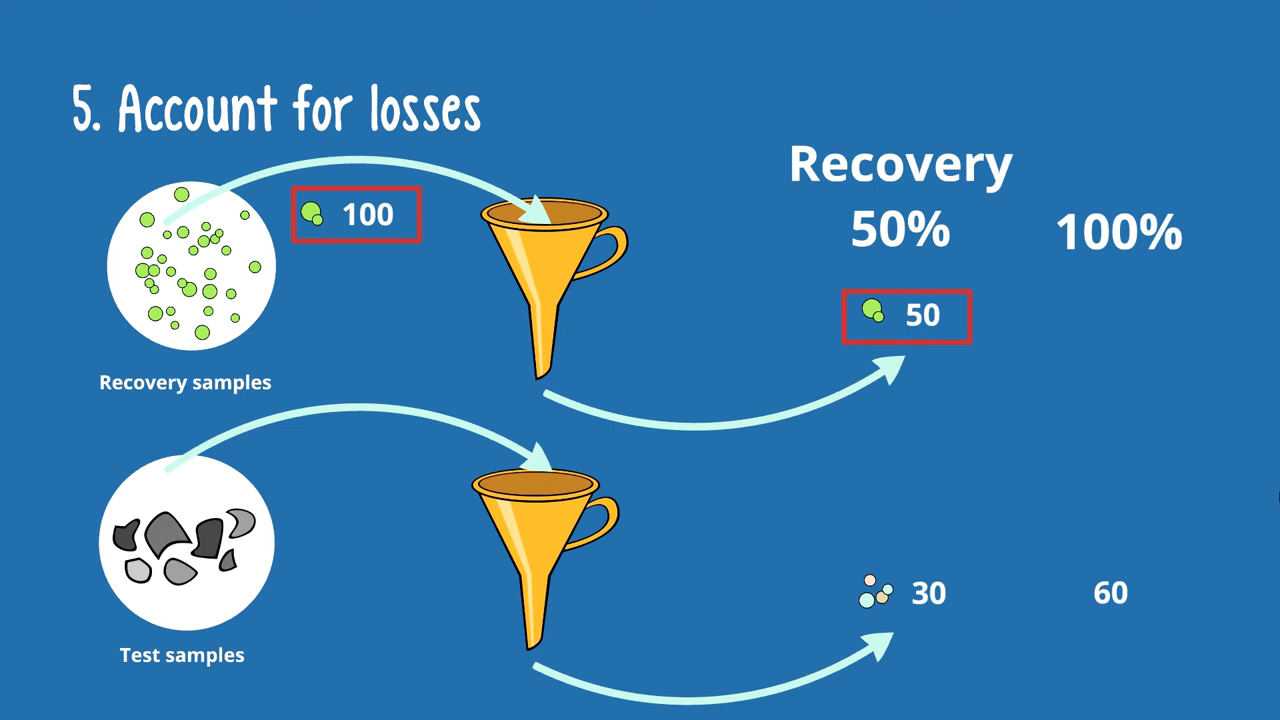 5. Account for losses
Recovery
50% 100%
100
50
Recovery samples
30 60
Test samples